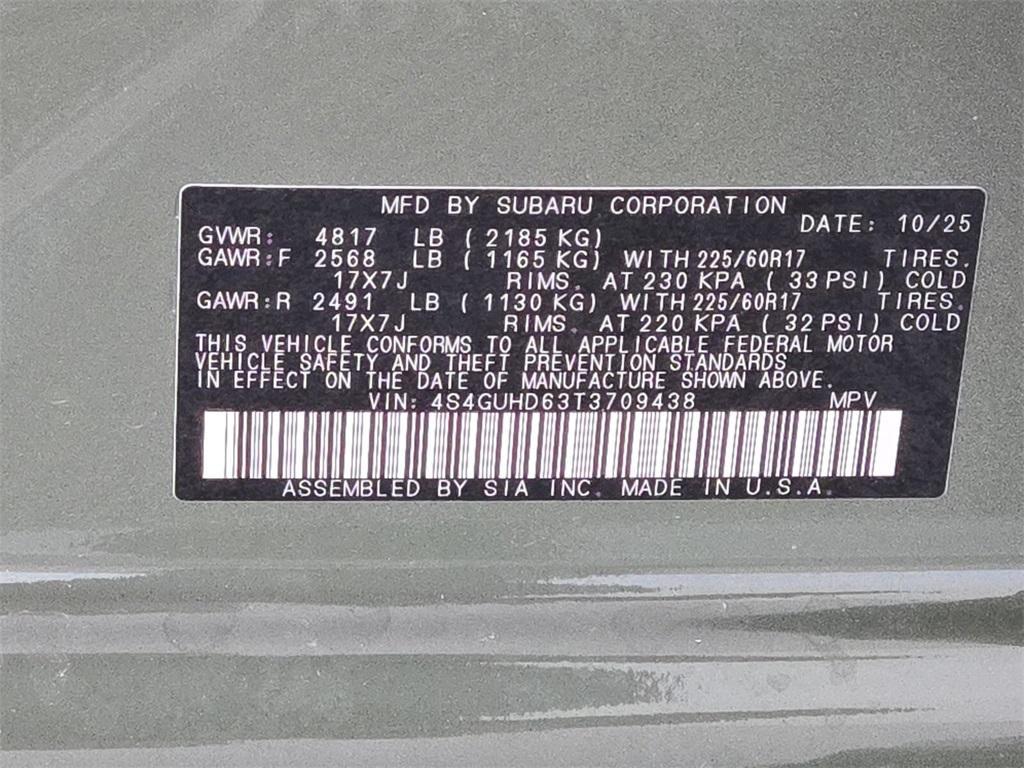 MFD BY SUBARU CORPORATION
DATE: 10/25
GVWR: 4817 LB ( 2185 KG)
GAWR:F 2568 LB ( 1165 KG) WITH 225/60R17 TIRES.
17X7J RIMS. AT 230 KPA ( 33 PSI) COLD
GAWR:R 2491 LB ( 1130 KG) WITH 225/60R17 TIRES.
17X7J RIMS. AT 220 KPA ( 32 PSI) COLD
THIS VEHICLE CONFORMS TO ALL APPLICABLE FEDERAL MOTOR
VEHICLE SAFETY AND THEFT PREVENTION STANDARDS
IN EFFECT ON THE DATE OF MANUFACTURE SHOWN ABOVE.
VIN: 4S4GUHD63T3709438 MPV
ASSEMBLED BY SIA INC. MADE IN U.S.A.